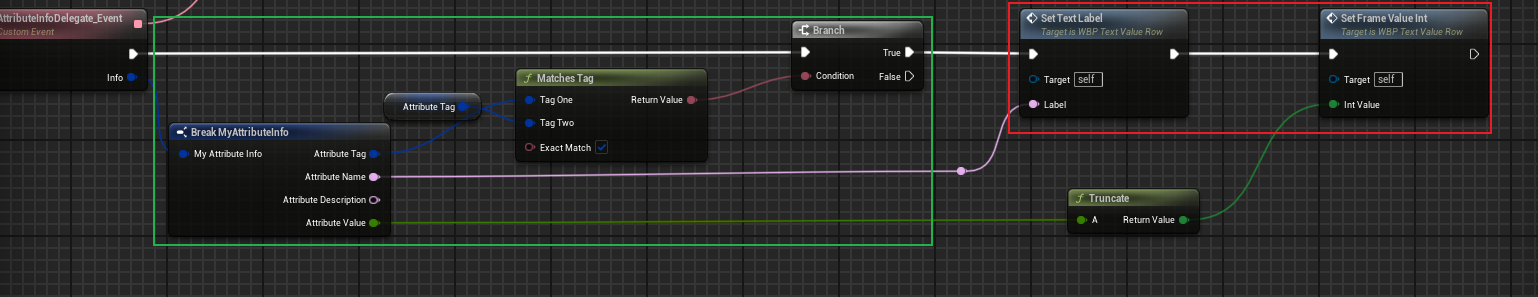 AttributeInfoDelegate_Event
Custom Event
Info
Break MyAttributeInfo
My Attribute Info
Attribute Tag
Attribute Name
Attribute Description
Attribute Value
Attribute Tag
Matches Tag
Tag One
Return Value
Tag Two
Exact Match
Branch
True
Condition
False
Set Text Label
Target is WBP Text Value Row
Target
self
Label
Truncate
A
Return Value
Set Frame Value Int
Target is WBP Text Value Row
Target
self
Int Value